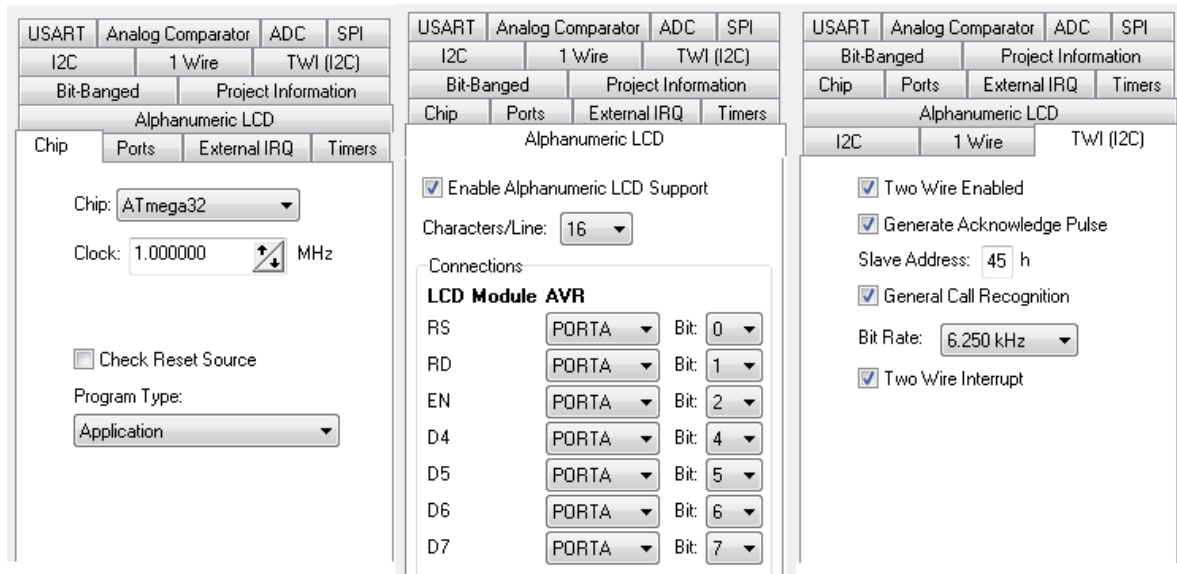 USART Analog Comparator ADC SPI
I2C 1 Wire TWI (I2C)
Bit-Banged Project Information
Alphanumeric LCD
Chip Ports External IRQ Timers
Chip: ATmega32
Clock: 1.000000 MHz
Check Reset Source
Program Type:
Application
USART Analog Comparator ADC SPI
I2C 1 Wire TWI (I2C)
Bit-Banged Project Information
Chip Ports External IRQ Timers
Alphanumeric LCD
Enable Alphanumeric LCD Support
Characters/Line: 16
Connections
LCD Module AVR
RS PORTA Bit: 0
RD PORTA Bit: 1
EN PORTA Bit: 2
D4 PORTA Bit: 4
D5 PORTA Bit: 5
D6 PORTA Bit: 6
D7 PORTA Bit: 7
USART Analog Comparator ADC SPI
Bit-Banged Project Information
Chip Ports External IRQ Timers
Alphanumeric LCD
I2C 1 Wire TWI (I2C)
Two Wire Enabled
Generate Acknowledge Pulse
Slave Address: 45 h
General Call Recognition
Bit Rate: 6.250 kHz
Two Wire Interrupt